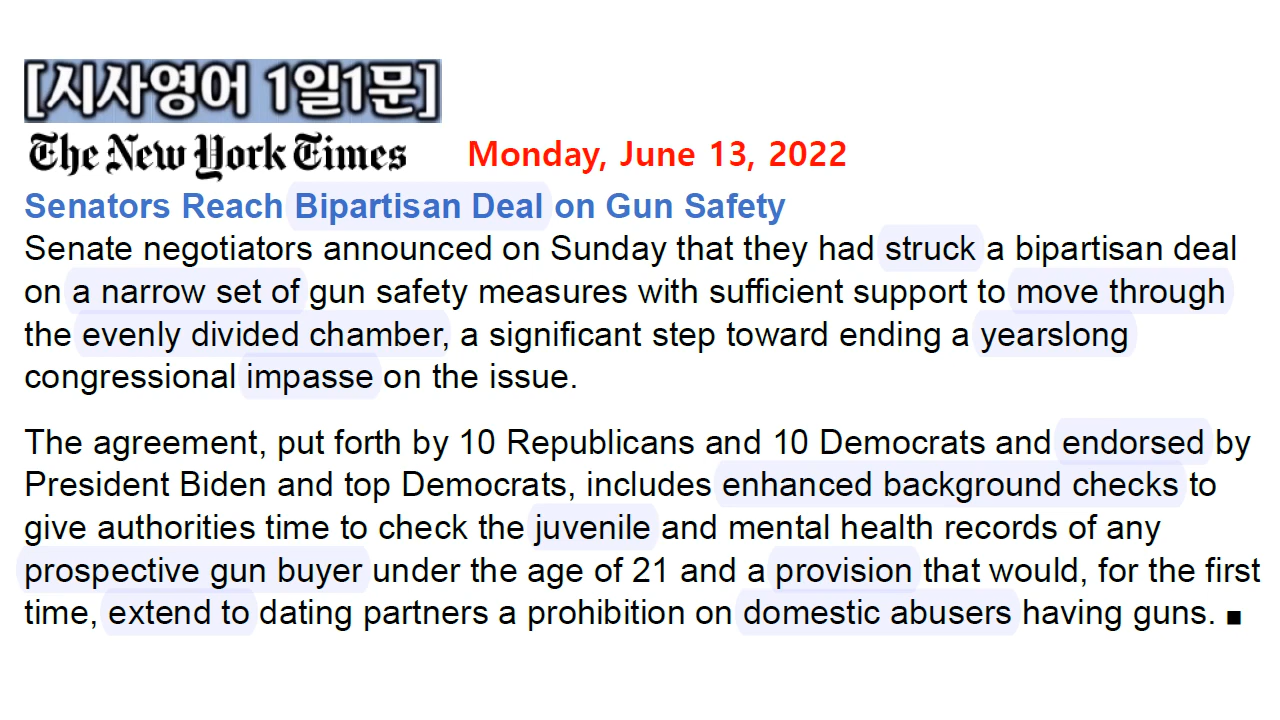 [시사영어 1일1문]
The New York Times Monday, June 13, 2022
Senators Reach Bipartisan Deal on Gun Safety
Senate negotiators announced on Sunday that they had struck a bipartisan deal
on a narrow set of gun safety measures with sufficient support to move through
the evenly divided chamber, a significant step toward ending a yearslong
congressional impasse on the issue.
The agreement, put forth by 10 Republicans and 10 Democrats and endorsed by
President Biden and top Democrats, includes enhanced background checks to
give authorities time to check the juvenile and mental health records of any
prospective gun buyer under the age of 21 and a provision that would, for the first
time, extend to dating partners a prohibition on domestic abusers having guns. ■